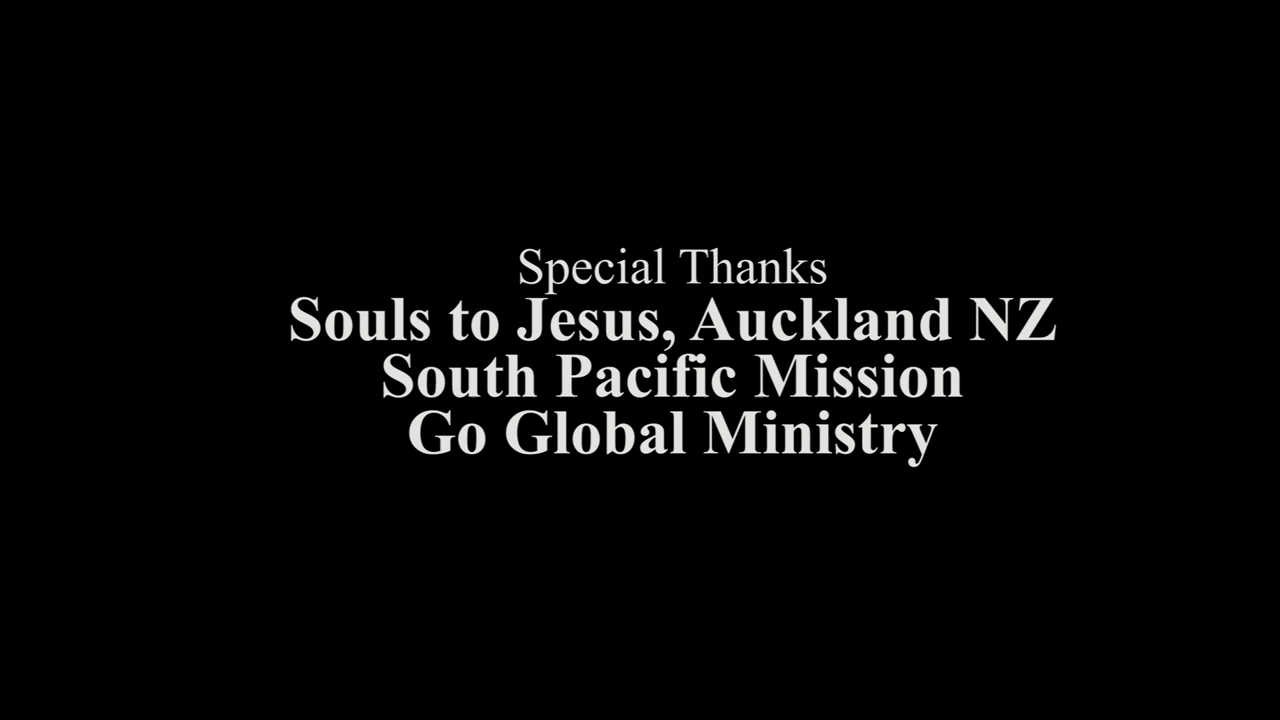 Special Thanks
Souls to Jesus, Auckland NZ
South Pacific Mission
Go Global Ministry